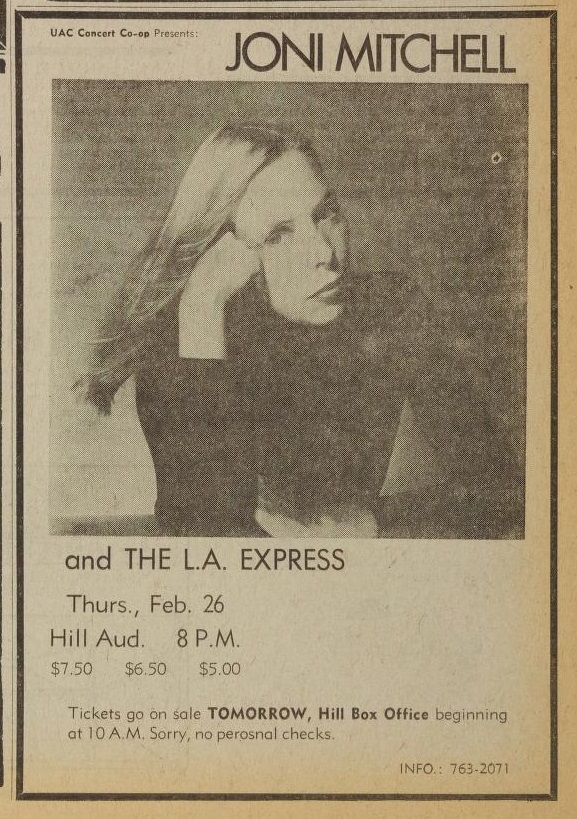 UAC Concert Co-op Presents:
JONI MITCHELL
and THE L.A. EXPRESS
Thurs., Feb. 26
Hill Aud. 8 P.M.
$7.50 $6.50 $5.00
Tickets go on sale TOMORROW, Hill Box Office beginning
at 10 A.M. Sorry, no perosnal checks.
INFO.: 763-2071